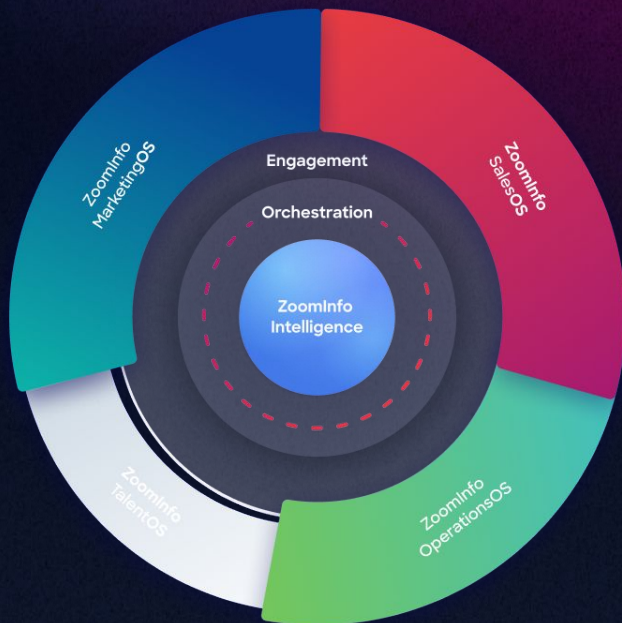 ZoomInfo
MarketingOS
ZoomInfo
SalesOS
Engagement
Orchestration
ZoomInfo
Intelligence
ZoomInfo
TalentOS
ZoomInfo
OperationsOS